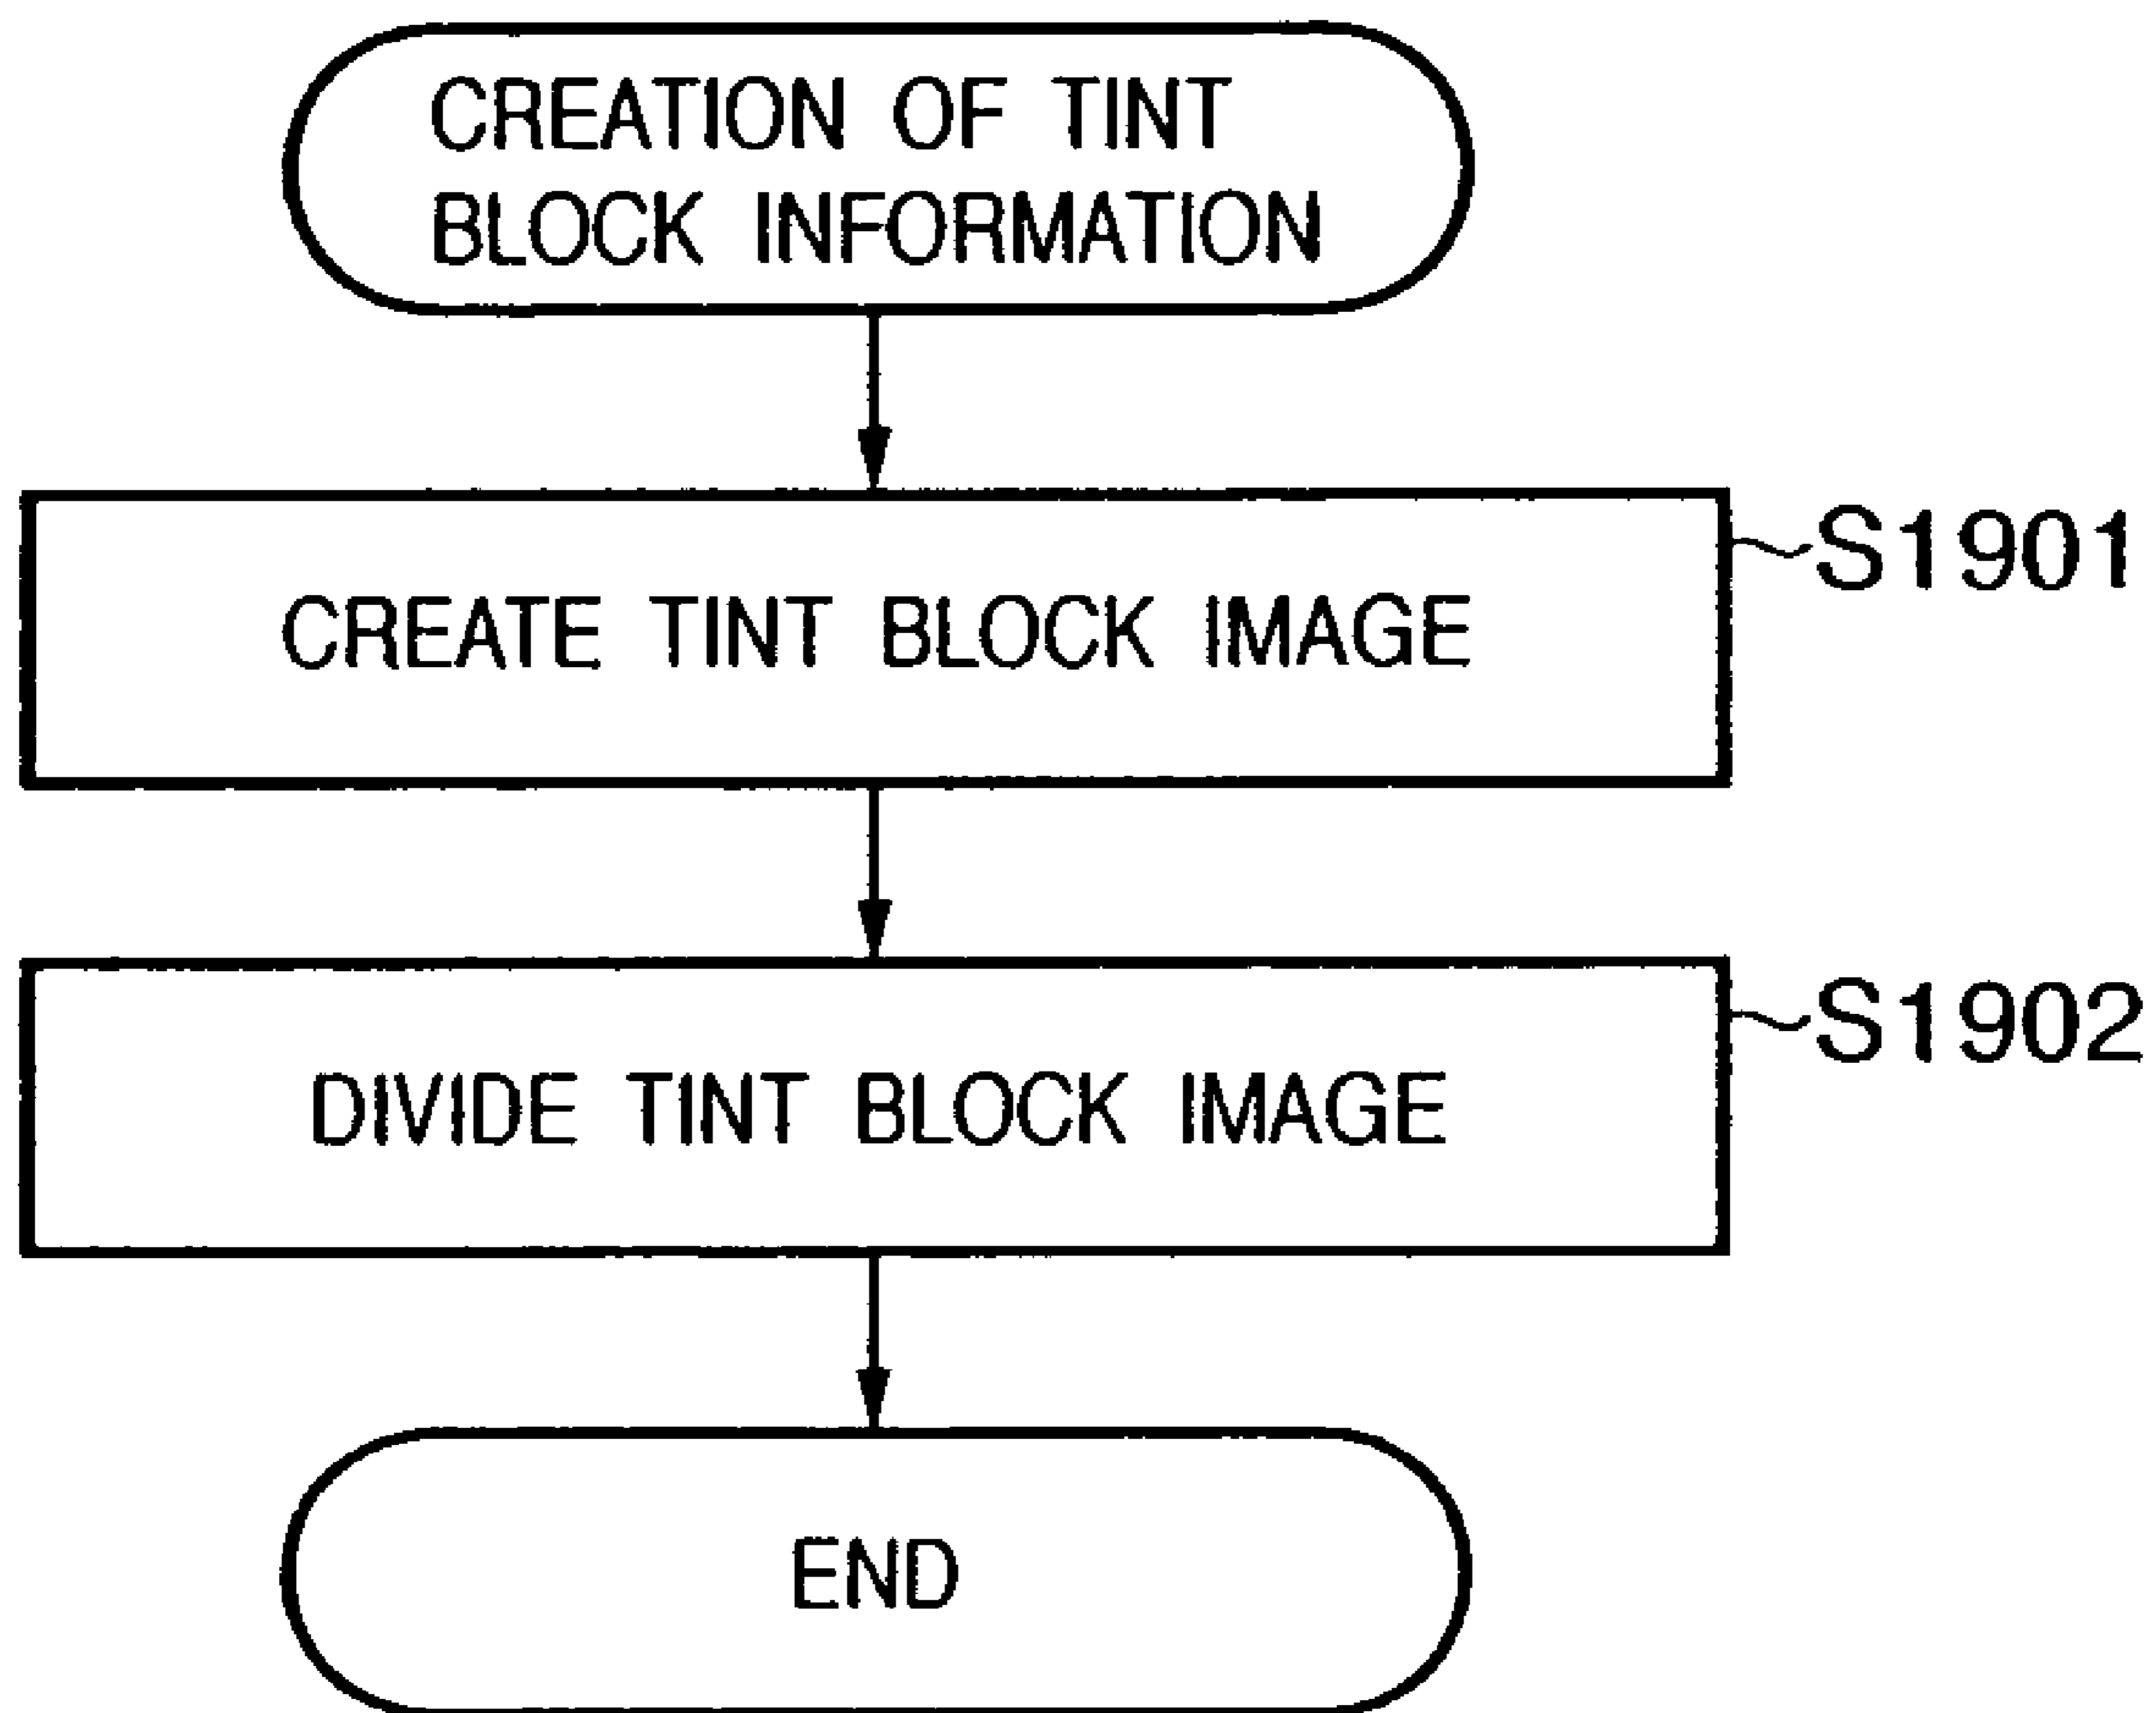 CREATION OF TINT
BLOCK INFORMATION
S1901
CREATE TINT BLOCK IMAGE
S1902
DIVIDE TINT BLOCK IMAGE
END